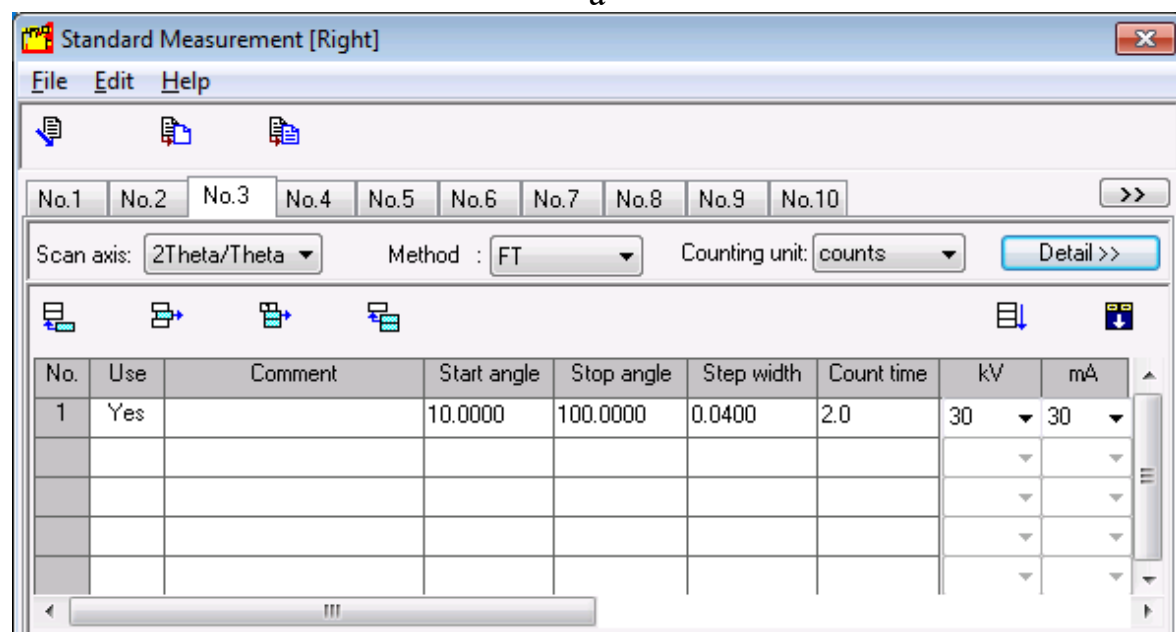 a
Standard Measurement [Right]
File Edit Help
No.1 No.2 No.3 No.4 No.5 No.6 No.7 No.8 No.9 No.10 >>
Scan axis: 2Theta/Theta Method : FT Counting unit: counts Detail >>
No. Use Comment Start angle Stop angle Step width Count time kV mA
1 Yes 10.0000 100.0000 0.0400 2.0 30 30